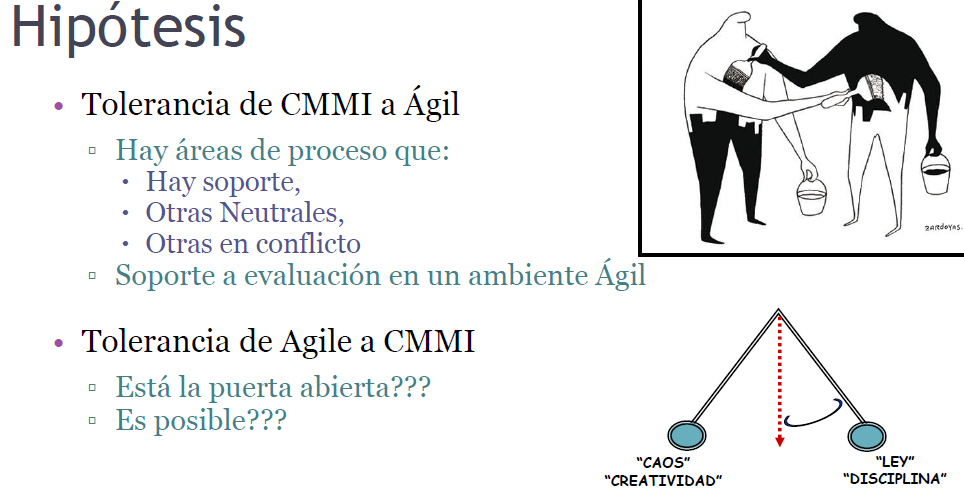 Hipótesis
• Tolerancia de CMMI a Ágil
▫ Hay áreas de proceso que:
• Hay soporte,
• Otras Neutrales,
• Otras en conflicto
▫ Soporte a evaluación en un ambiente Ágil
• Tolerancia de Agile a CMMI
▫ Está la puerta abierta???
▫ Es posible???
ZARDOYAS.
“CAOS”
“CREATIVIDAD”
“LEY”
“DISCIPLINA”